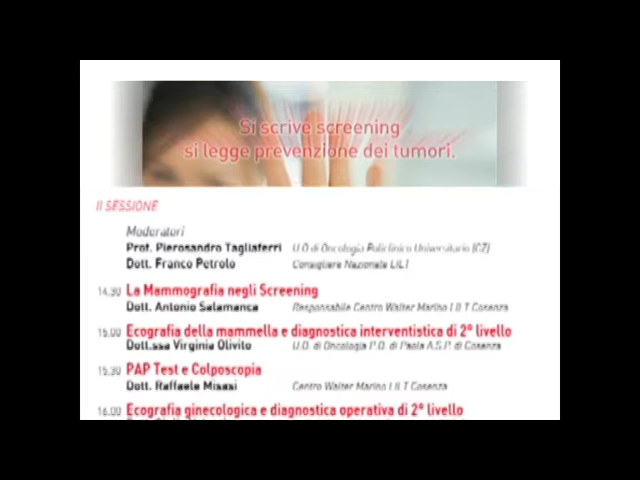 Si scrive screening
si legge prevenzione dei tumori.
II SESSIONE
Moderatori
Prof. Pierosandro Tagliaferri U.O di Oncologia Policlinico Universitario (CZ)
Dott. Franco Petrolo Consigliere Nazionale LILT
14.30 La Mammografia negli Screening
Dott. Antonio Salamanca Responsabile Centro Walter Marino LILT Cosenza
15.00 Ecografia della mammella e diagnostica interventistica di 2° livello
Dott.ssa Virginia Olivito U.O. di Oncologia P.O. di Paola A.S.P. di Cosenza
15.30 PAP Test e Colposcopia
Dott. Raffaele Misasi Centro Walter Marino LILT Cosenza
16.00 Ecografia ginecologica e diagnostica operativa di 2° livello